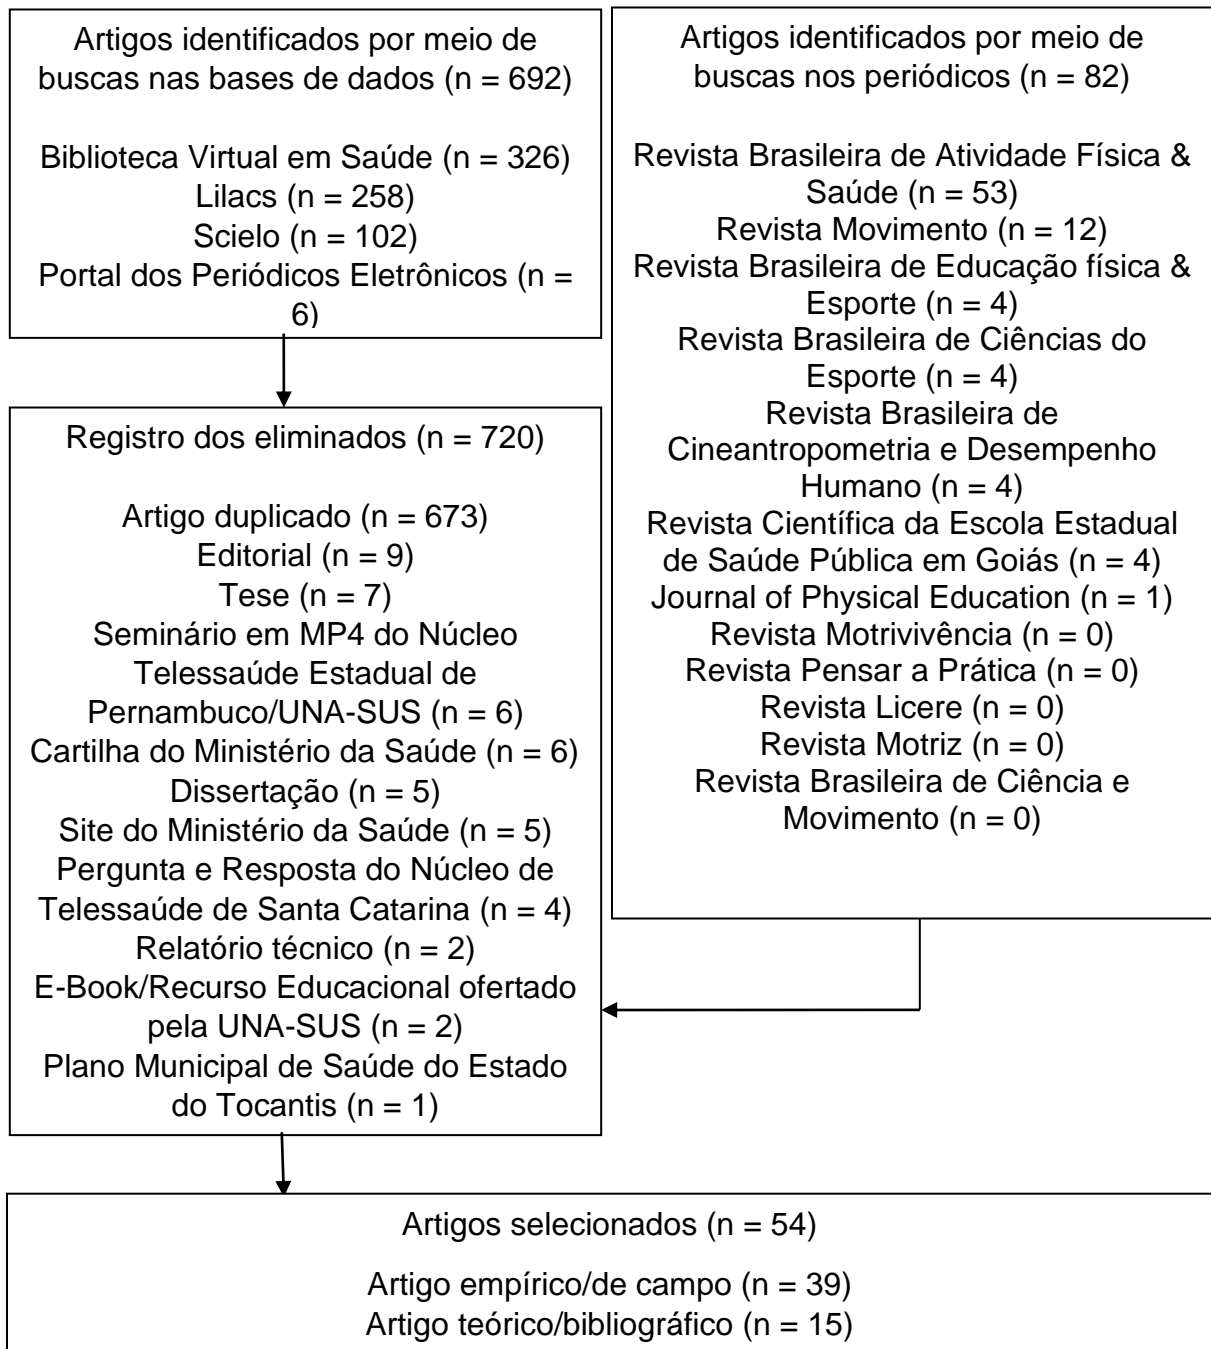 Artigos identificados por meio de
buscas nas bases de dados (n = 692)
Biblioteca Virtual em Saúde (n = 326)
Lilacs (n = 258)
Scielo (n = 102)
Portal dos Periódicos Eletrônicos (n =
6)
Artigos identificados por meio de
buscas nos periódicos (n = 82)
Revista Brasileira de Atividade Física &
Saúde (n = 53)
Revista Movimento (n = 12)
Revista Brasileira de Educação física &
Esporte (n = 4)
Revista Brasileira de Ciências do
Esporte (n = 4)
Revista Brasileira de
Cineantropometria e Desempenho
Humano (n = 4)
Revista Científica da Escola Estadual
de Saúde Pública em Goiás (n = 4)
Journal of Physical Education (n = 1)
Revista Motrivivência (n = 0)
Revista Pensar a Prática (n = 0)
Revista Licere (n = 0)
Revista Motriz (n = 0)
Revista Brasileira de Ciência e
Movimento (n = 0)
Registro dos eliminados (n = 720)
Artigo duplicado (n = 673)
Editorial (n = 9)
Tese (n = 7)
Seminário em MP4 do Núcleo
Telessaúde Estadual de
Pernambuco/UNA-SUS (n = 6)
Cartilha do Ministério da Saúde (n = 6)
Dissertação (n = 5)
Site do Ministério da Saúde (n = 5)
Pergunta e Resposta do Núcleo de
Telessaúde de Santa Catarina (n = 4)
Relatório técnico (n = 2)
E-Book/Recurso Educacional ofertado
pela UNA-SUS (n = 2)
Plano Municipal de Saúde do Estado
do Tocantis (n = 1)
Artigos selecionados (n = 54)
Artigo empírico/de campo (n = 39)
Artigo teórico/bibliográfico (n = 15)